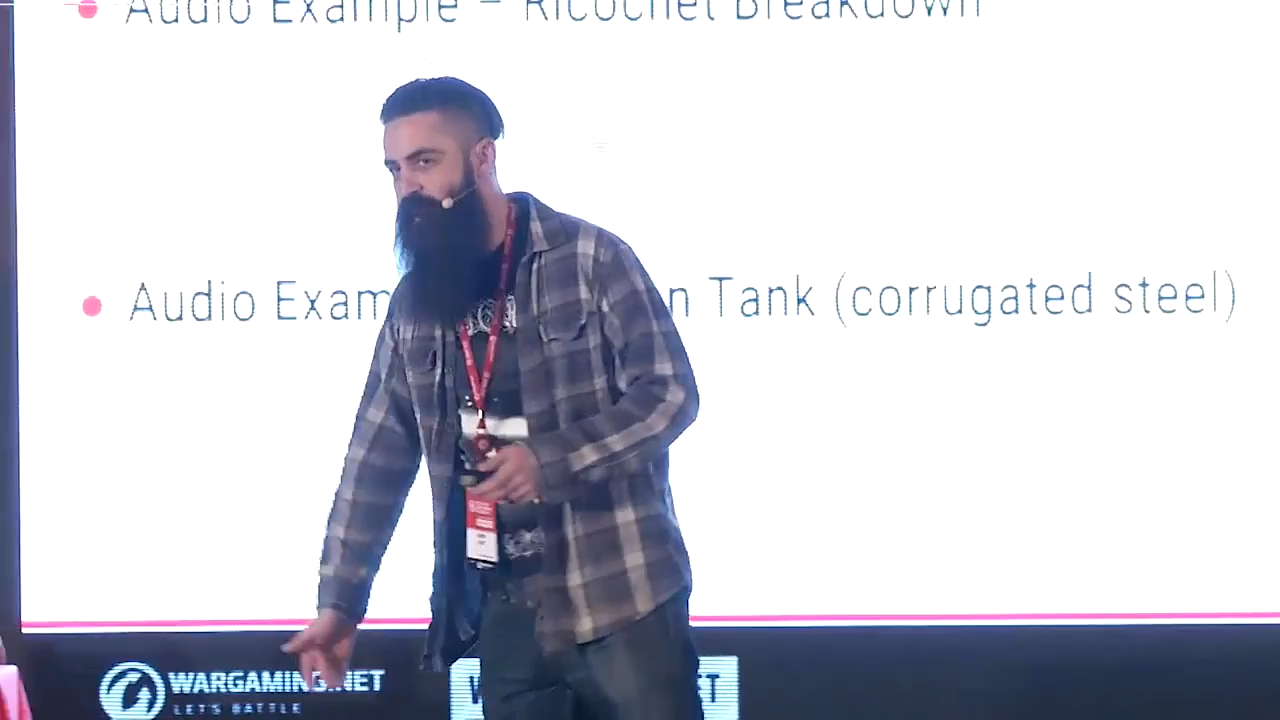 Audio Example – Ricochet Breakdown
Audio Exam n Tank (corrugated steel)
WARGAMING.NET
LET'S BATTLE